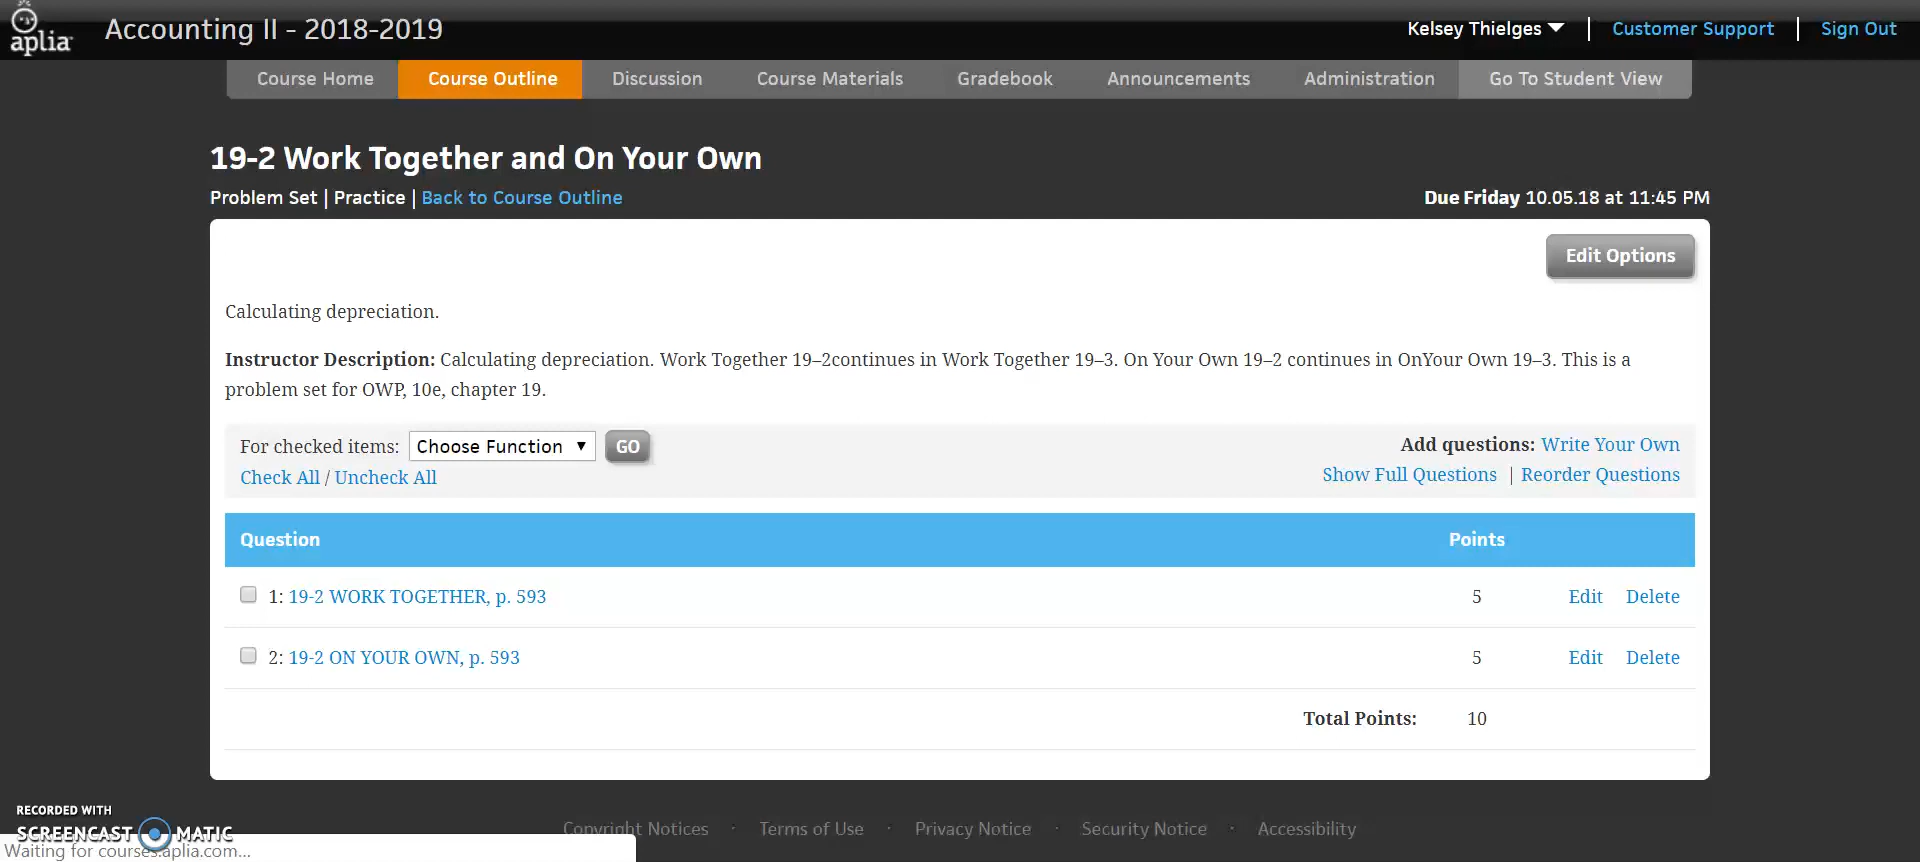 aplia
Accounting II - 2018-2019
Kelsey Thielges
Customer Support
Sign Out
Course Home
Course Outline
Discussion
Course Materials
Gradebook
Announcements
Administration
Go To Student View
19-2 Work Together and On Your Own
Problem Set | Practice | Back to Course Outline
Due Friday 10.05.18 at 11:45 PM
Edit Options
Calculating depreciation.
Instructor Description: Calculating depreciation. Work Together 19–2continues in Work Together 19–3. On Your Own 19–2 continues in OnYour Own 19–3. This is a
problem set for OWP, 10e, chapter 19.
For checked items: Choose Function GO
Add questions: Write Your Own
Check All / Uncheck All
Show Full Questions | Reorder Questions
Question Points
1: 19-2 WORK TOGETHER, p. 593 5 Edit Delete
2: 19-2 ON YOUR OWN, p. 593 5 Edit Delete
Total Points: 10
RECORDED WITH
SCREENCAST MATIC
Copyright Notices · Terms of Use · Privacy Notice · Security Notice · Accessibility
Waiting for courses.aplia.com...